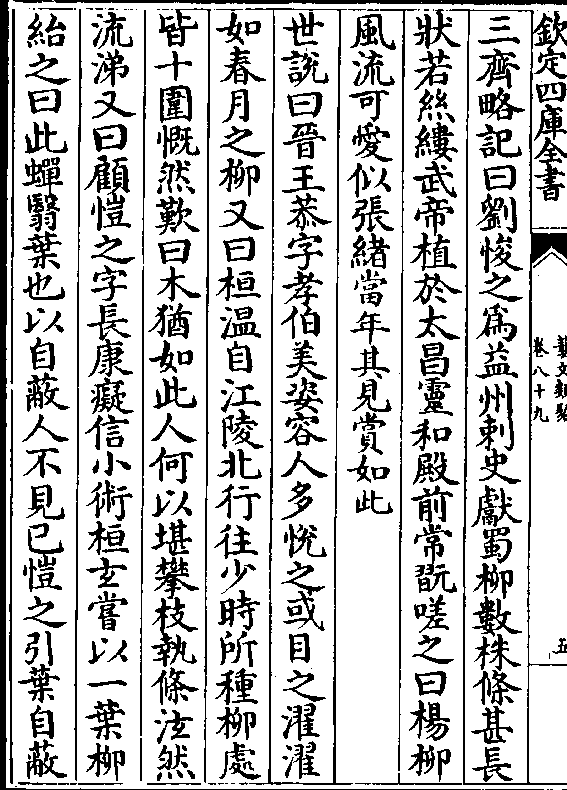 欽定四庫全書
藝文類聚
卷八十九
五
三齊略記曰劉悛之為益州刺史獻蜀柳數株條甚長
狀若絲縷武帝植於太昌靈和殿前常翫嗟之曰楊柳
風流可愛似張緒當年其見賞如此
世說曰晉王恭字孝伯美姿容人多悅之或目之濯濯
如春月之柳又曰桓温自江陵北行往少時所種柳處
皆十圍慨然歎曰木猶如此人何以堪攀枝執條泫然
流涕又曰顧愷之字長康癡信小術桓玄嘗以一葉柳
紿之曰此蟬翳葉也以自蔽人不見已愷之引葉自蔽